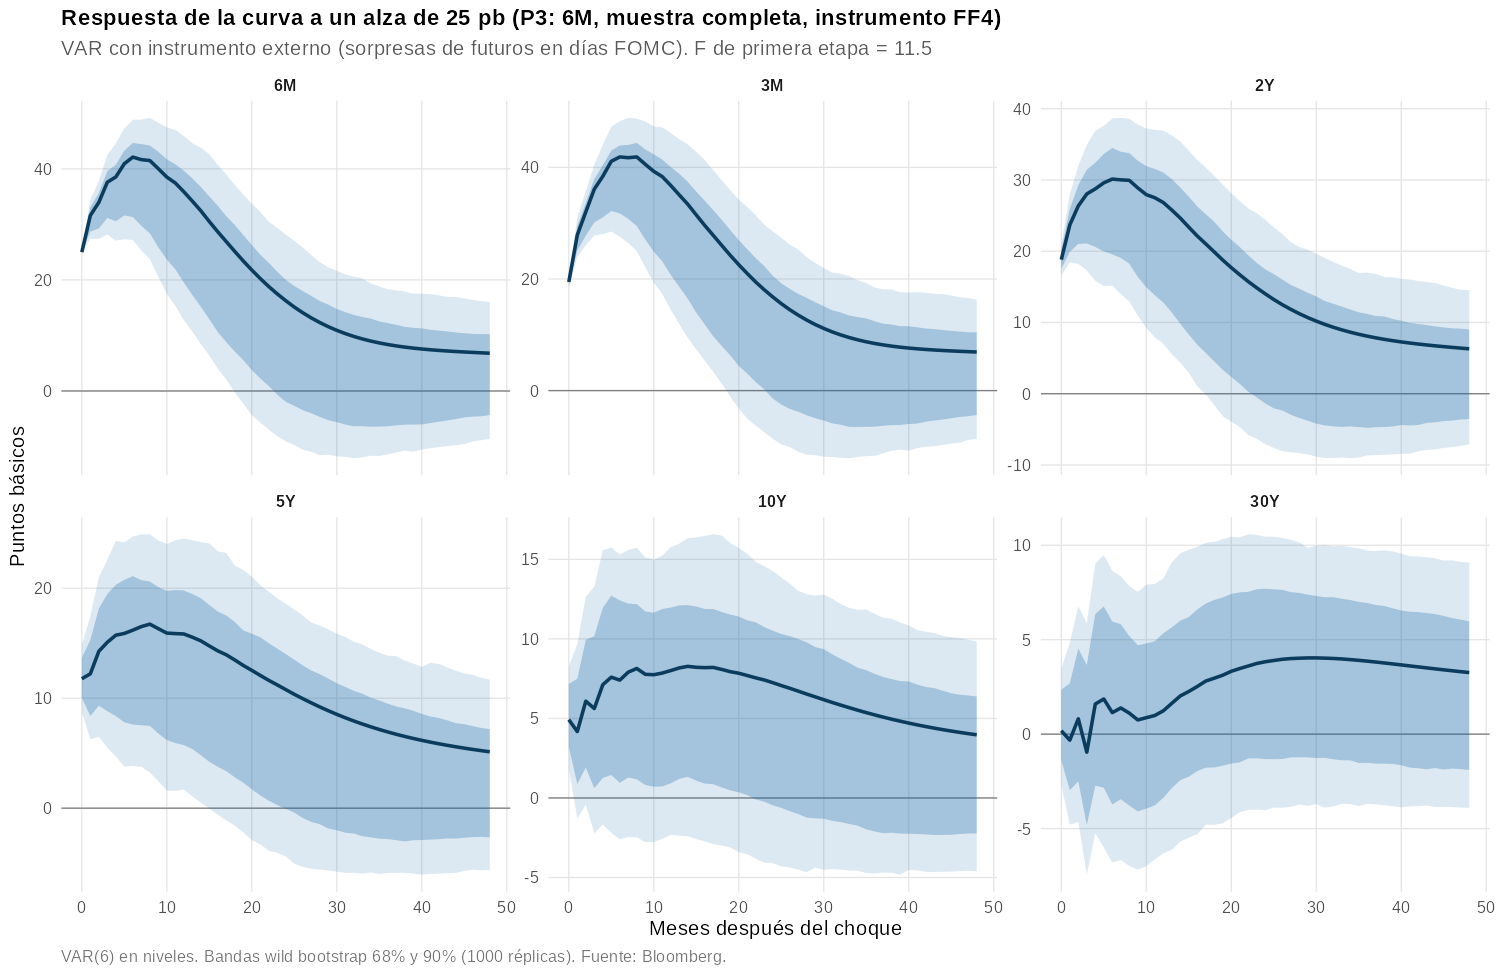 Respuesta de la curva a un alza de 25 pb (P3: 6M, muestra completa, instrumento FF4)
VAR con instrumento externo (sorpresas de futuros en días FOMC). F de primera etapa = 11.5
6M
3M
2Y
40
20
0
40
20
0
40
30
20
10
0
-10
Puntos básicos
5Y
10Y
30Y
20
10
0
15
10
5
0
-5
10
5
0
-5
0 10 20 30 40 50
0 10 20 30 40 50
0 10 20 30 40 50
Meses después del choque
VAR(6) en niveles. Bandas wild bootstrap 68% y 90% (1000 réplicas). Fuente: Bloomberg.